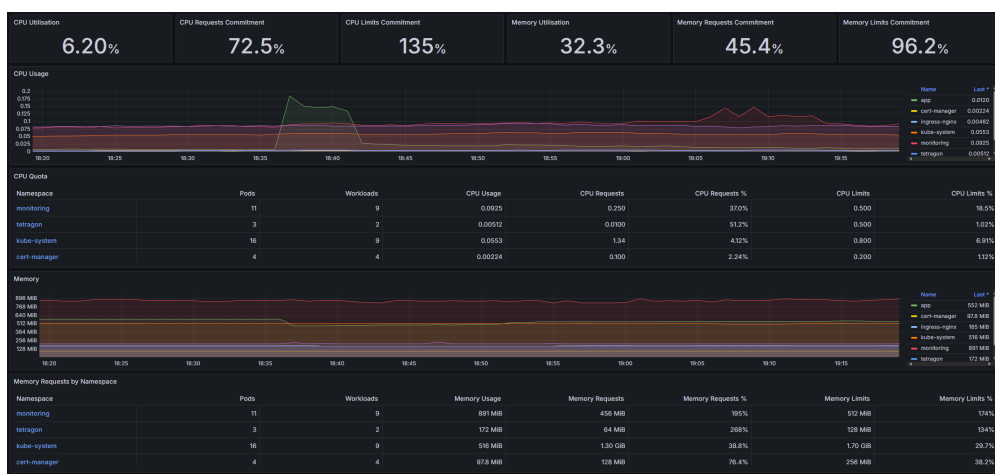 CPU Utilisation
6.20%
CPU Requests Commitment
72.5%
CPU Limits Commitment
135%
Memory Utilisation
32.3%
Memory Requests Commitment
45.4%
Memory Limits Commitment
96.2%
CPU Usage
0.2
0.175
0.15
0.125
0.1
0.075
0.05
0.025
0
18:20 18:25 18:30 18:35 18:40 18:45 18:50 18:55 19:00 19:05 19:10 19:15
Name Last *
app 0.0120
cert-manager 0.00224
ingress-nginx 0.00462
kube-system 0.0553
monitoring 0.0925
tetragon 0.00512
CPU Quota
Namespace Pods Workloads CPU Usage CPU Requests CPU Requests % CPU Limits CPU Limits %
monitoring 11 9 0.0925 0.250 37.0% 0.500 18.5%
tetragon 3 2 0.00512 0.0100 51.2% 0.500 1.02%
kube-system 16 9 0.0553 1.34 4.12% 0.800 6.91%
cert-manager 4 4 0.00224 0.100 2.24% 0.200 1.12%
Memory
896 MiB
768 MiB
640 MiB
512 MiB
384 MiB
256 MiB
128 MiB
18:20 18:25 18:30 18:35 18:40 18:45 18:50 18:55 19:00 19:05 19:10 19:15
Name Last *
app 552 MiB
cert-manager 97.8 MiB
ingress-nginx 185 MiB
kube-system 516 MiB
monitoring 891 MiB
tetragon 172 MiB
Memory Requests by Namespace
Namespace Pods Workloads Memory Usage Memory Requests Memory Requests % Memory Limits Memory Limits %
monitoring 11 9 891 MiB 456 MiB 195% 512 MiB 174%
tetragon 3 2 172 MiB 64 MiB 268% 128 MiB 134%
kube-system 16 9 516 MiB 1.30 GiB 38.8% 1.70 GiB 29.7%
cert-manager 4 4 97.8 MiB 128 MiB 76.4% 256 MiB 38.2%